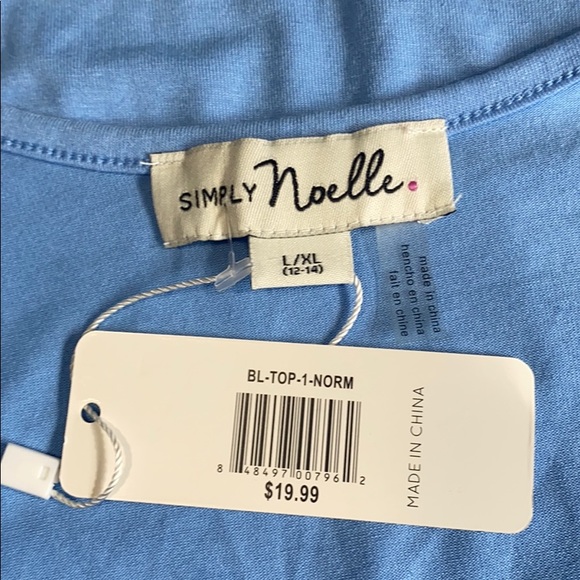 SIMPLY Noelle.
L/XL
(12-14)
made in china
hencho en china
fait en chine
BL-TOP-1-NORM
MADE IN CHINA
8 48497 00796 2
$19.99